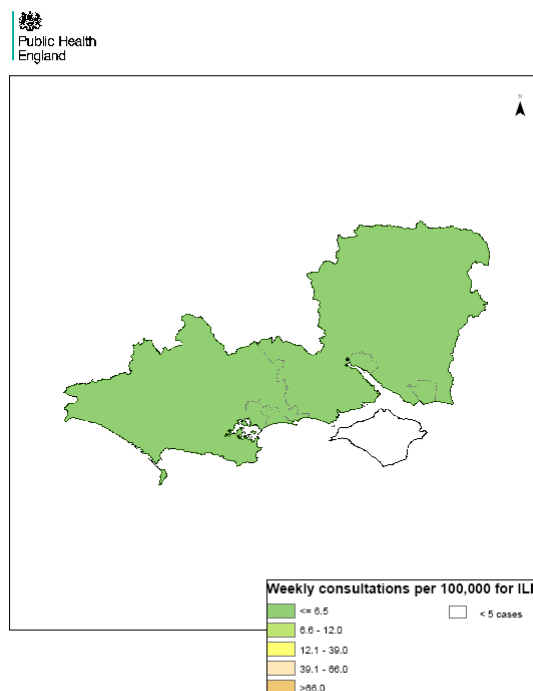 Public Health
England
N
Weekly consultations per 100,000 for ILI
<= 6.5
< 5 cases
6.6 - 12.0
12.1 - 39.0
39.1 - 66.0
>66.0